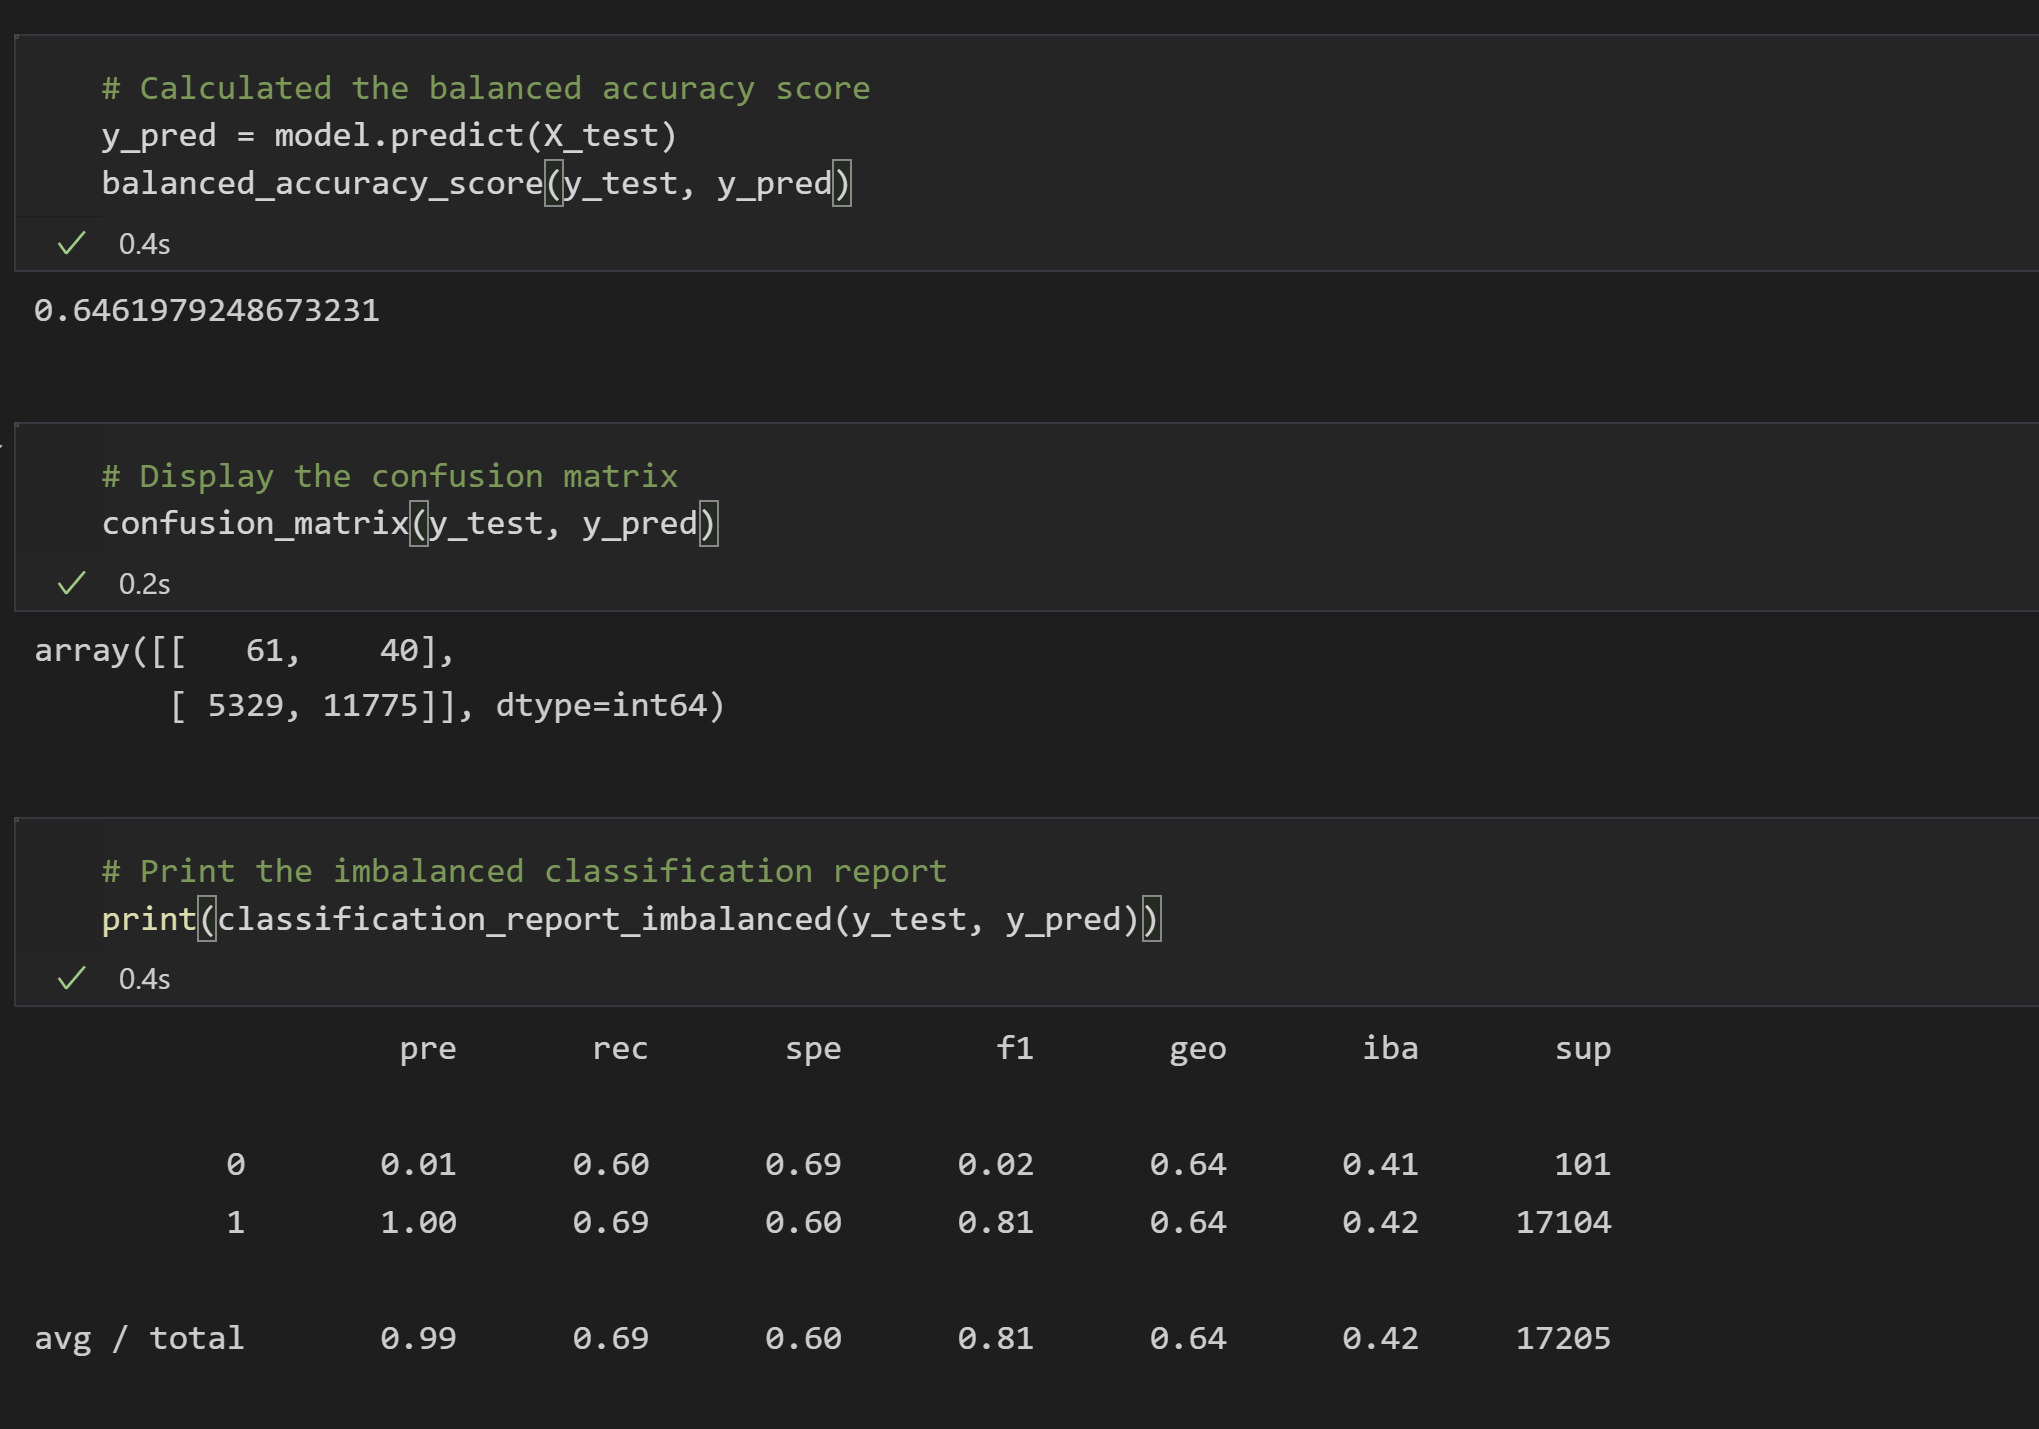 # Calculated the balanced accuracy score
y_pred = model.predict(X_test)
balanced_accuracy_score(y_test, y_pred)
0.4s
0.6461979248673231
# Display the confusion matrix
confusion_matrix(y_test, y_pred)
0.2s
array([[   61,    40],
       [ 5329, 11775]], dtype=int64)
# Print the imbalanced classification report
print(classification_report_imbalanced(y_test, y_pred))
0.4s
pre rec spe f1 geo iba sup
0 0.01 0.60 0.69 0.02 0.64 0.41 101
1 1.00 0.69 0.60 0.81 0.64 0.42 17104
avg / total 0.99 0.69 0.60 0.81 0.64 0.42 17205